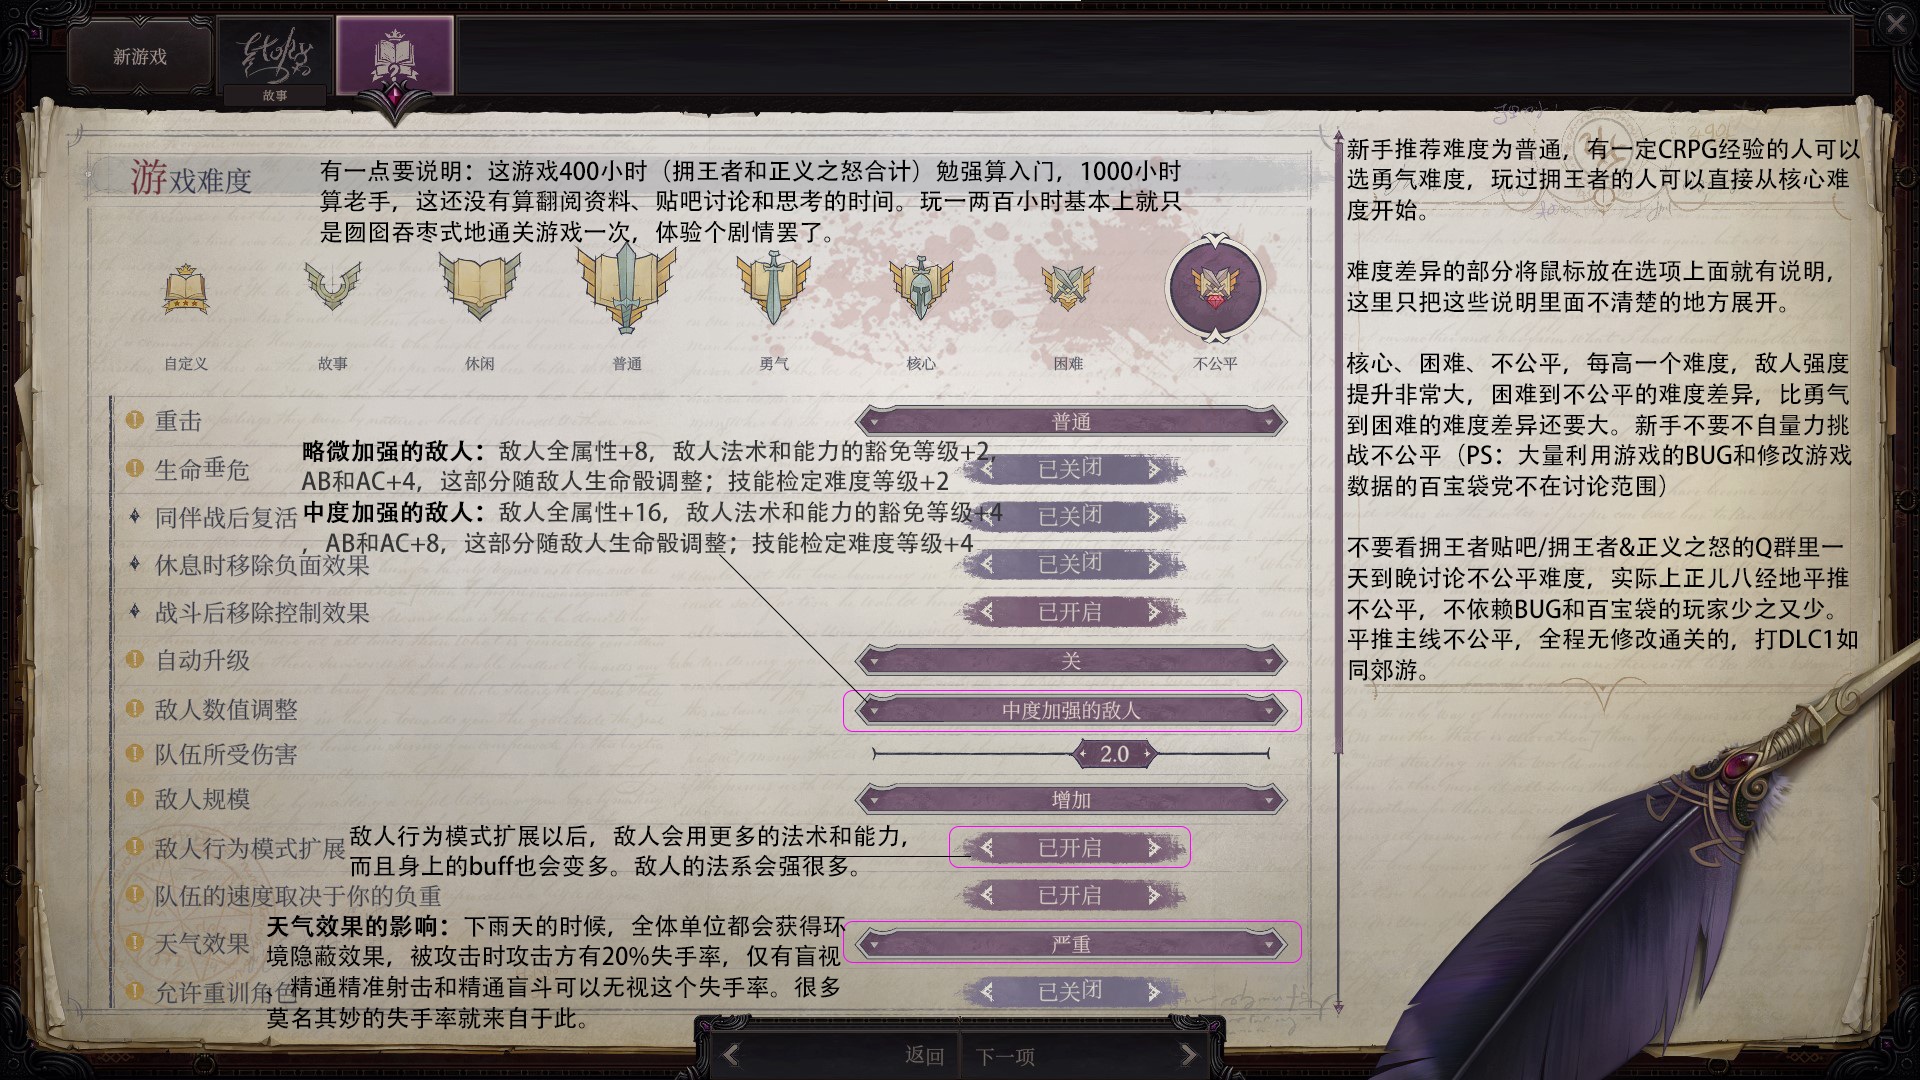 新游戏
故事
游戏难度
有一点要说明：这游戏400小时（拥王者和正义之怒合计）勉强算入门，1000小时
算老手，这还没有算翻阅资料、贴吧讨论和思考的时间。玩一两百小时基本上就只
是囫囵吞枣式地通关游戏一次，体验个剧情罢了。
自定义 故事 休闲 普通 勇气 核心 困难 不公平
重击 普通
略微加强的敌人：敌人全属性+8，敌人法术和能力的豁免等级+2，
生命垂危 已关闭
AB和AC+4，这部分随敌人生命骰调整；技能检定难度等级+2
同伴战后复活 已关闭
中度加强的敌人：敌人全属性+16，敌人法术和能力的豁免等级+4
，AB和AC+8，这部分随敌人生命骰调整；技能检定难度等级+4
休息时移除负面效果 已关闭
战斗后移除控制效果 已开启
自动升级 关
敌人数值调整 中度加强的敌人
队伍所受伤害 2.0
敌人规模 增加
敌人行为模式扩展 已开启
敌人行为模式扩展以后，敌人会用更多的法术和能力，
而且身上的buff也会变多。敌人的法系会强很多。
队伍的速度取决于你的负重 已开启
天气效果 严重
天气效果的影响：下雨天的时候，全体单位都会获得环
境隐蔽效果，被攻击时攻击方有20%失手率，仅有盲视
，精通精准射击和精通盲斗可以无视这个失手率。很多
莫名其妙的失手率就来自于此。
允许重训角色 已关闭
返回 下一项
新手推荐难度为普通，有一定CRPG经验的人可以
选勇气难度，玩过拥王者的人可以直接从核心难
度开始。
难度差异的部分将鼠标放在选项上面就有说明，
这里只把这些说明里面不清楚的地方展开。
核心、困难、不公平，每高一个难度，敌人强度
提升非常大，困难到不公平的难度差异，比勇气
到困难的难度差异还要大。新手不要不自量力挑
战不公平（PS：大量利用游戏的BUG和修改游戏
数据的百宝袋党不在讨论范围）
不要看拥王者贴吧/拥王者&正义之怒的Q群里一
天到晚讨论不公平难度，实际上正儿八经地平推
不公平，不依赖BUG和百宝袋的玩家少之又少。
平推主线不公平，全程无修改通关的，打DLC1如
同郊游。